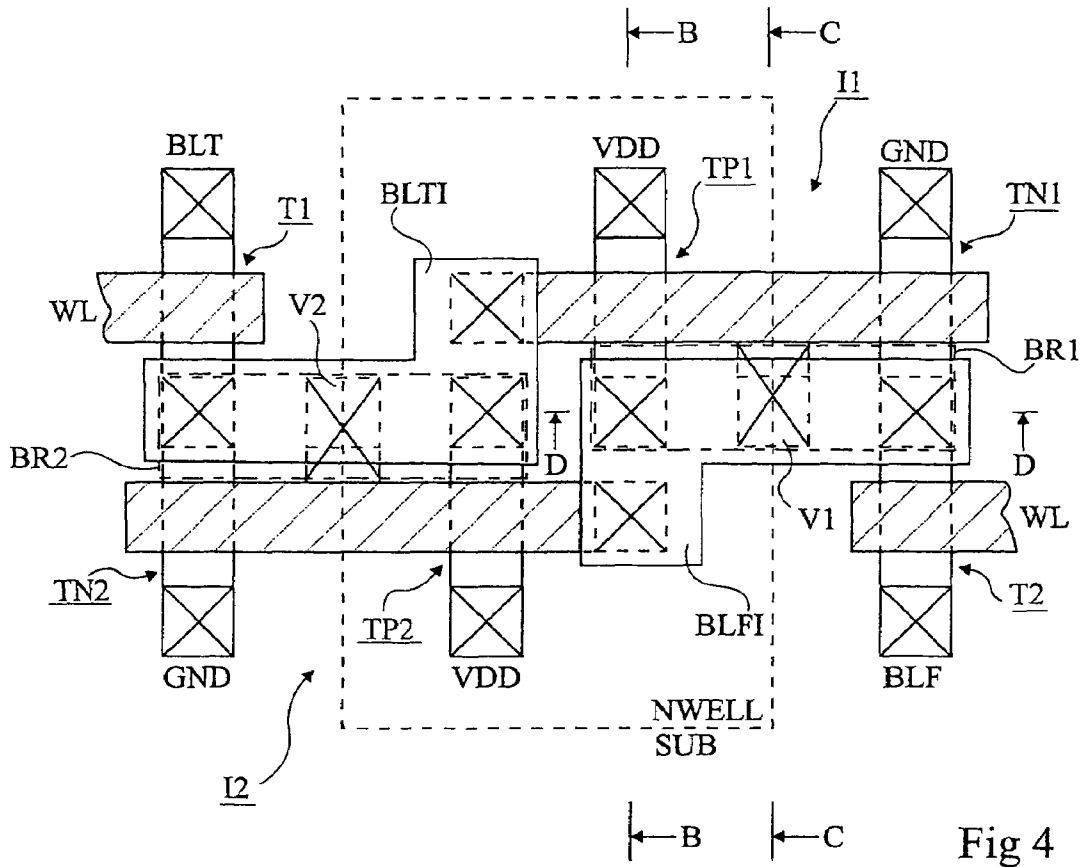 B
C
I1
BLT
VDD
GND
BLTI
TP1
TN1
T1
WL
V2
BR1
BR2
D
D
V1
WL
TN2
TP2
BLFI
T2
GND
VDD
BLF
NWELL
SUB
I2
B
C
Fig 4